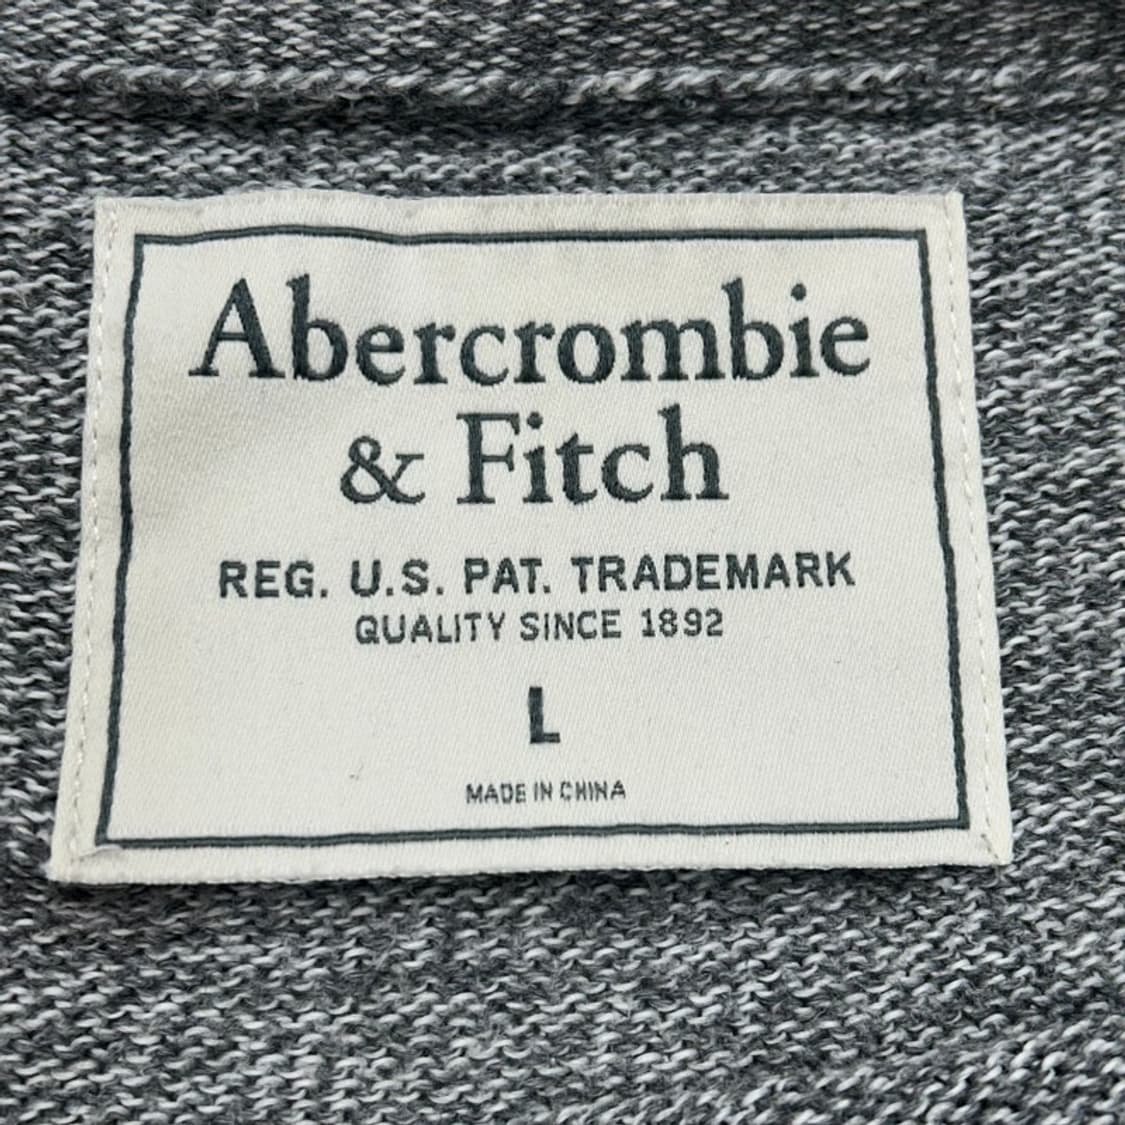 Abercrombie
& Fitch
REG. U.S. PAT. TRADEMARK
QUALITY SINCE 1892
L
MADE IN CHINA